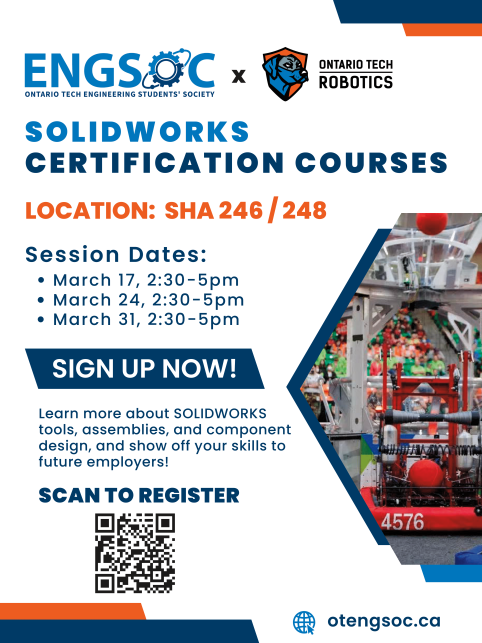 ENGSOC
ONTARIO TECH ENGINEERING STUDENTS' SOCIETY
x
ONTARIO TECH
ROBOTICS
SOLIDWORKS
CERTIFICATION COURSES
LOCATION: SHA 246 / 248
Session Dates:
• March 17, 2:30-5pm
• March 24, 2:30-5pm
• March 31, 2:30-5pm
SIGN UP NOW!
Learn more about SOLIDWORKS
tools, assemblies, and component
design, and show off your skills to
future employers!
SCAN TO REGISTER
4576
otengsoc.ca